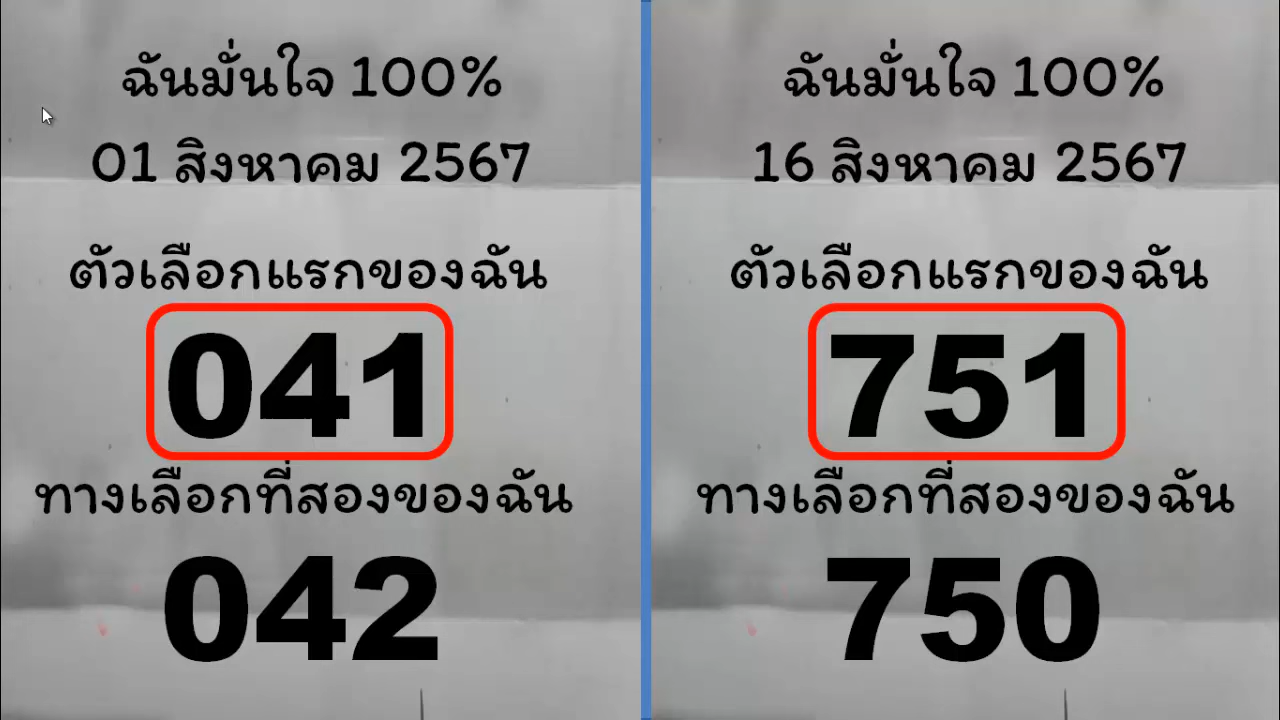 ฉันมั่นใจ 100%
01 สิงหาคม 2567
ตัวเลือกแรกของฉัน
041
ทางเลือกที่สองของฉัน
042
ฉันมั่นใจ 100%
16 สิงหาคม 2567
ตัวเลือกแรกของฉัน
751
ทางเลือกที่สองของฉัน
750